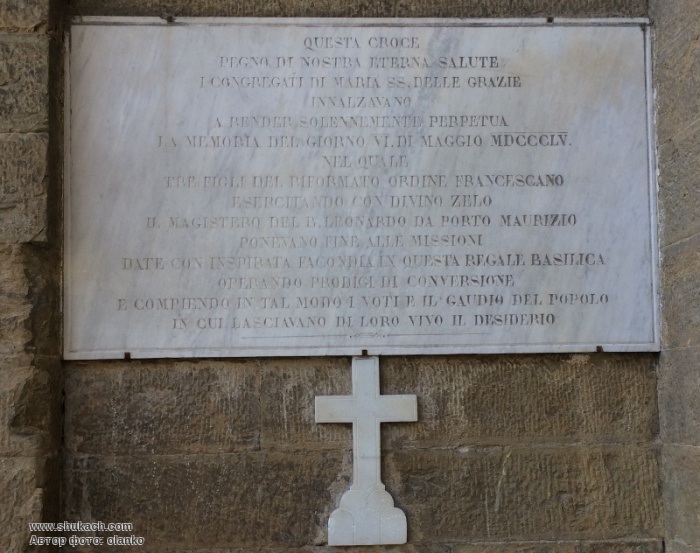 QUESTA CROCE
PEGNO DI NOSTRA ETERNA SALUTE
I CONGREGATI DI MARIA SS. DELLE GRAZIE
INNALZAVANO
A RENDER SOLENNEMENTE PERPETUA
LA MEMORIA DEL GIORNO VI. DI MAGGIO MDCCCLV.
NEL QUALE
TRE FIGLI DEL RIFORMATO ORDINE FRANCESCANO
ESERCITANDO CON DIVINO ZELO
IL MAGISTERO DEL B. LEONARDO DA PORTO MAURIZIO
PONEVANO FINE ALLE MISSIONI
DATE CON INSPIRATA FACONDIA IN QUESTA REGALE BASILICA
OPERANDO PRODIGI DI CONVERSIONE
E COMPIENDO IN TAL MODO I VOTI E IL GAUDIO DEL POPOLO
IN CUI LASCIAVANO DI LORO VIVO IL DESIDERIO
www.shukach.com
Автор фото: olanko